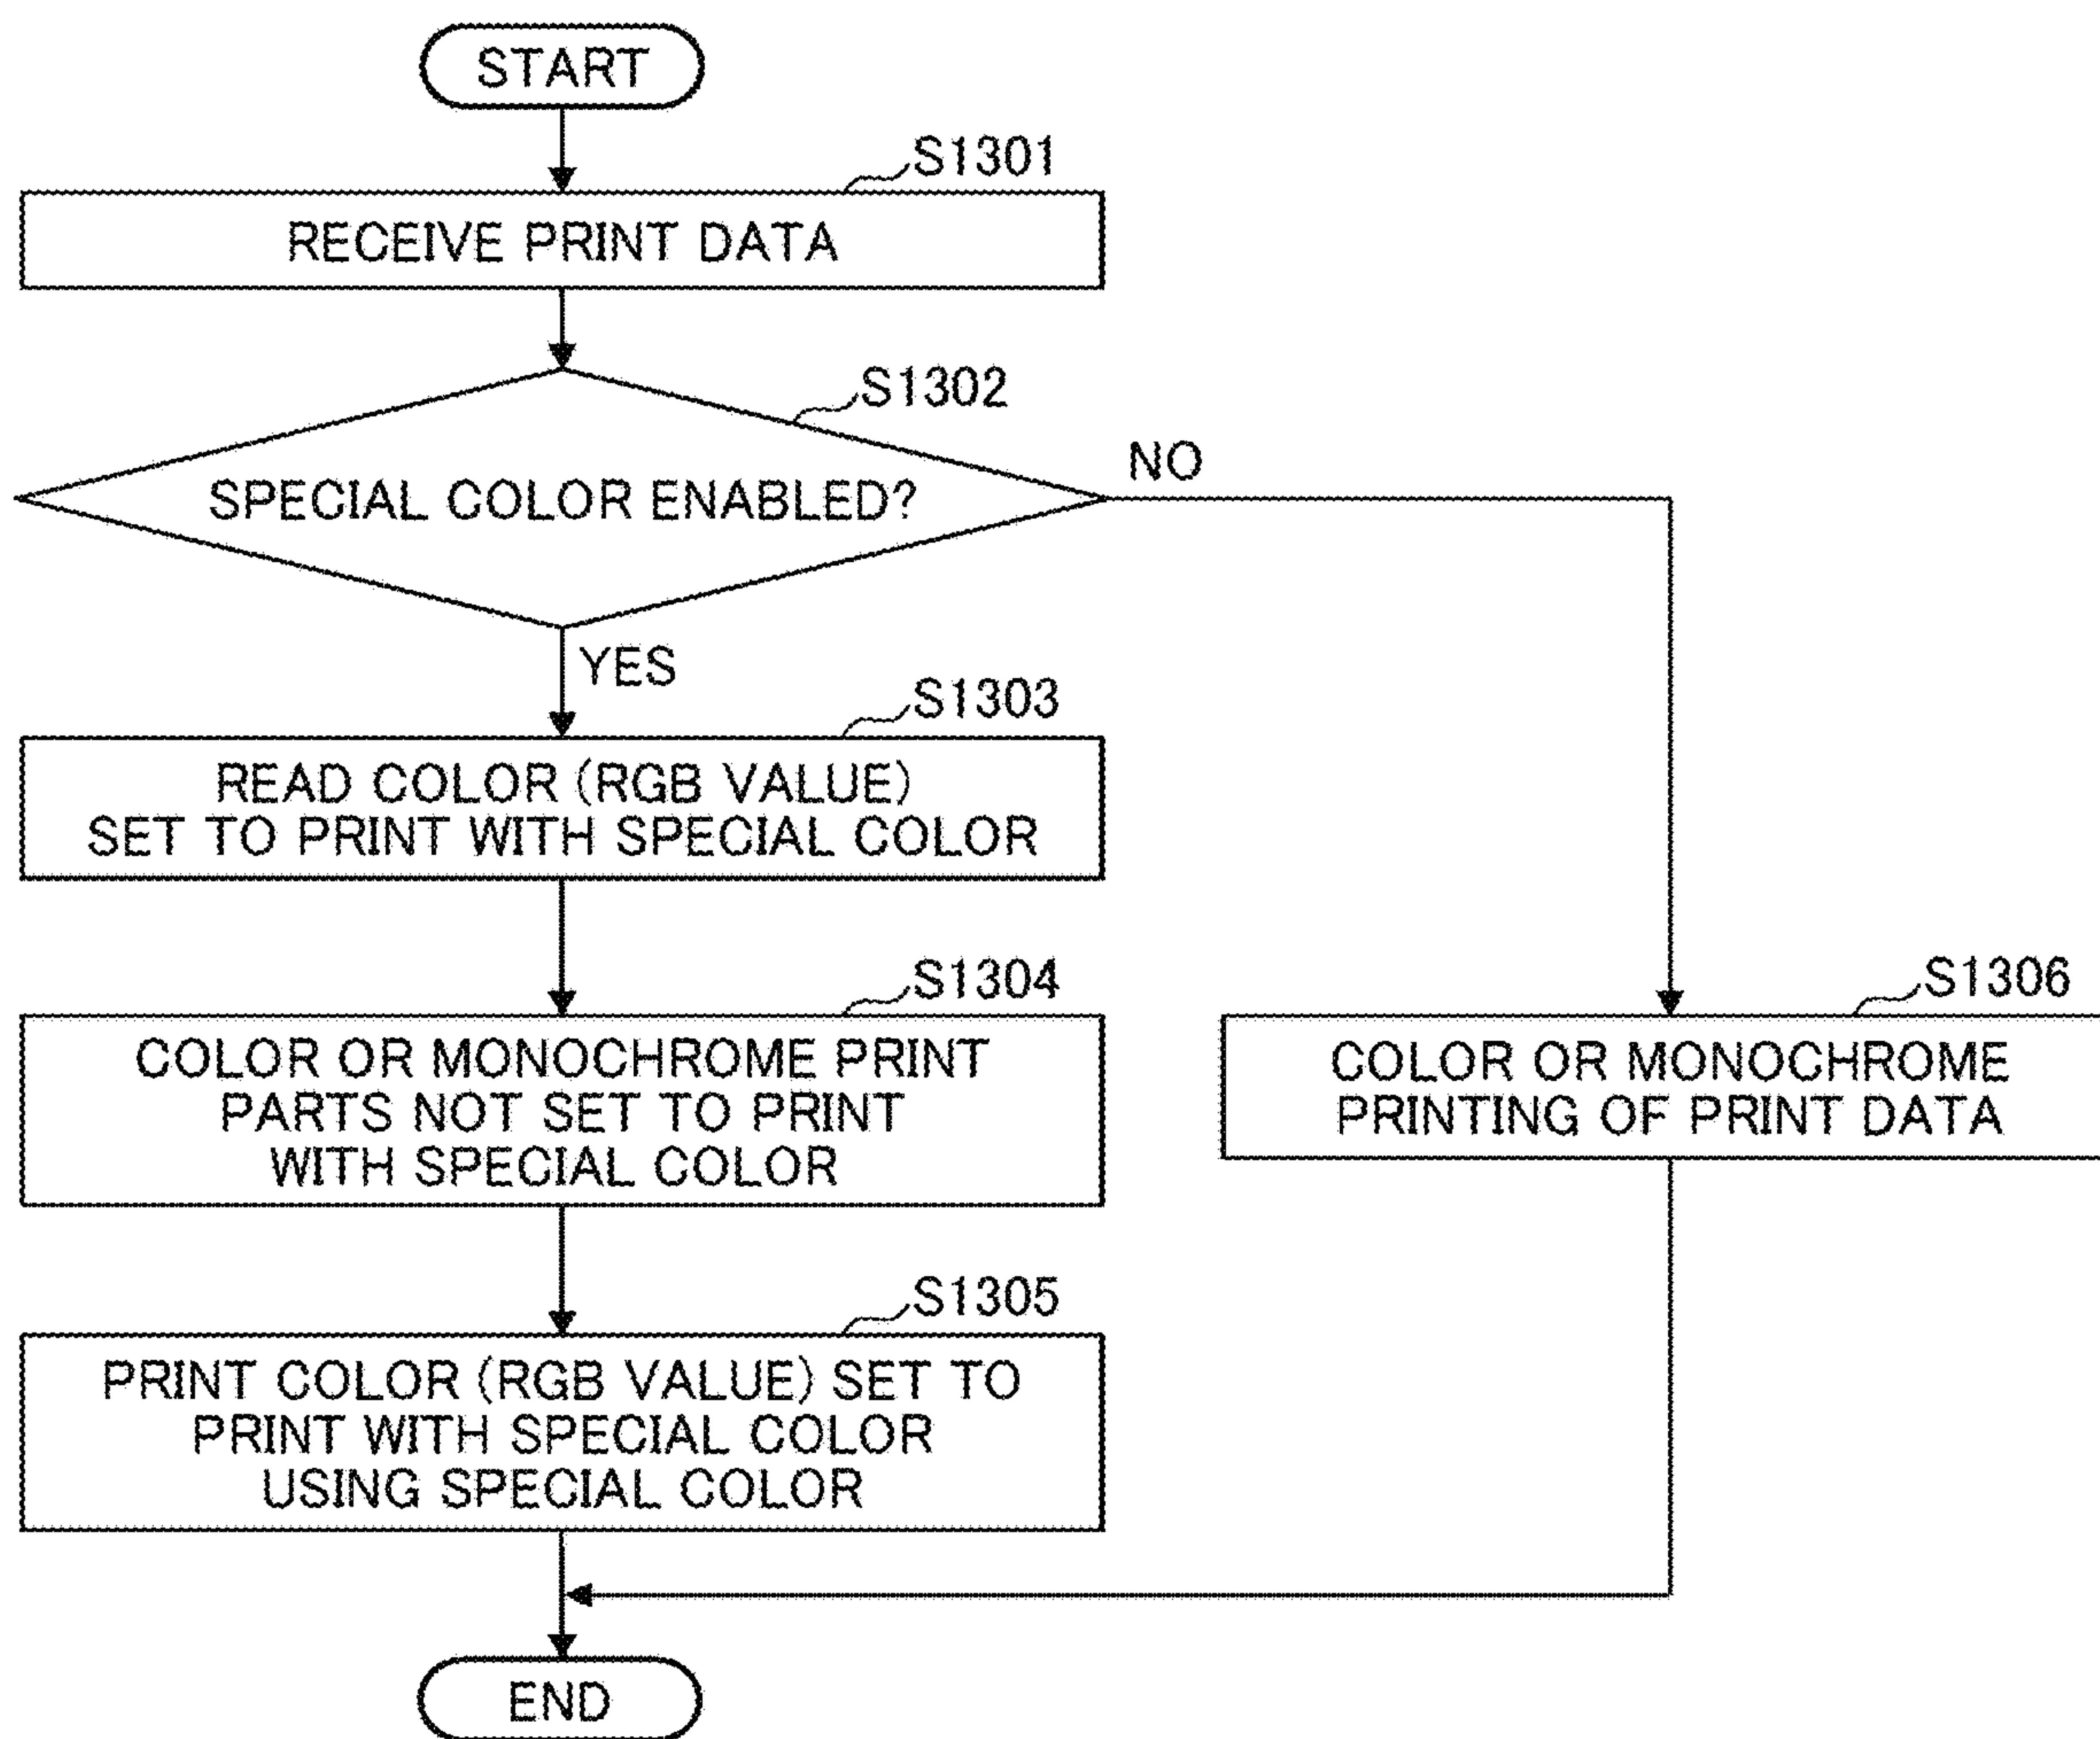 START
S1301
RECEIVE PRINT DATA
S1302
SPECIAL COLOR ENABLED?
NO
YES
S1303
READ COLOR (RGB VALUE)
SET TO PRINT WITH SPECIAL COLOR
S1304
COLOR OR MONOCHROME PRINT
PARTS NOT SET TO PRINT
WITH SPECIAL COLOR
S1306
COLOR OR MONOCHROME
PRINTING OF PRINT DATA
S1305
PRINT COLOR (RGB VALUE) SET TO
PRINT WITH SPECIAL COLOR
USING SPECIAL COLOR
END